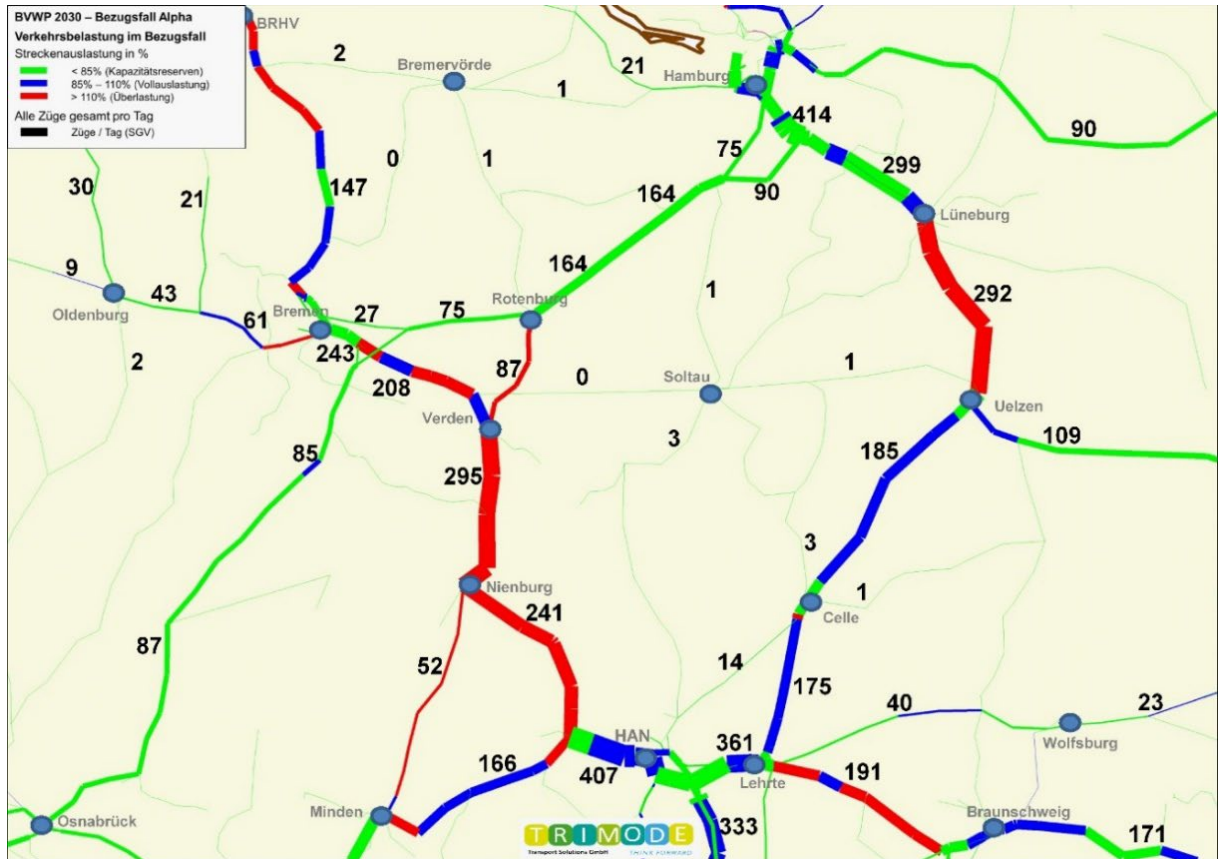 BVWP 2030 – Bezugsfall Alpha
Verkehrsbelastung im Bezugsfall
Streckenauslastung in %
< 85% (Kapazitätsreserven)
85% – 110% (Vollauslastung)
> 110% (Überlastung)
Alle Züge gesamt pro Tag
Züge / Tag (SGV)
BRHV
2
Bremervörde
1
21
Hamburg
414
90
30
21
147
0
1
75
164
90
299
Lüneburg
9
43
Oldenburg
61
Bremen
27
75
164
Rotenburg
1
292
2
243
208
87
0
Soltau
1
Uelzen
Verden
3
185
109
85
295
3
1
Nienburg
241
Celle
87
52
14
175
40
23
HAN
361
Wolfsburg
166
407
Lehrte
191
Minden
333
Braunschweig
171
Osnabrück
TRIMODE
Transport Solutions GmbH THINK FORWARD